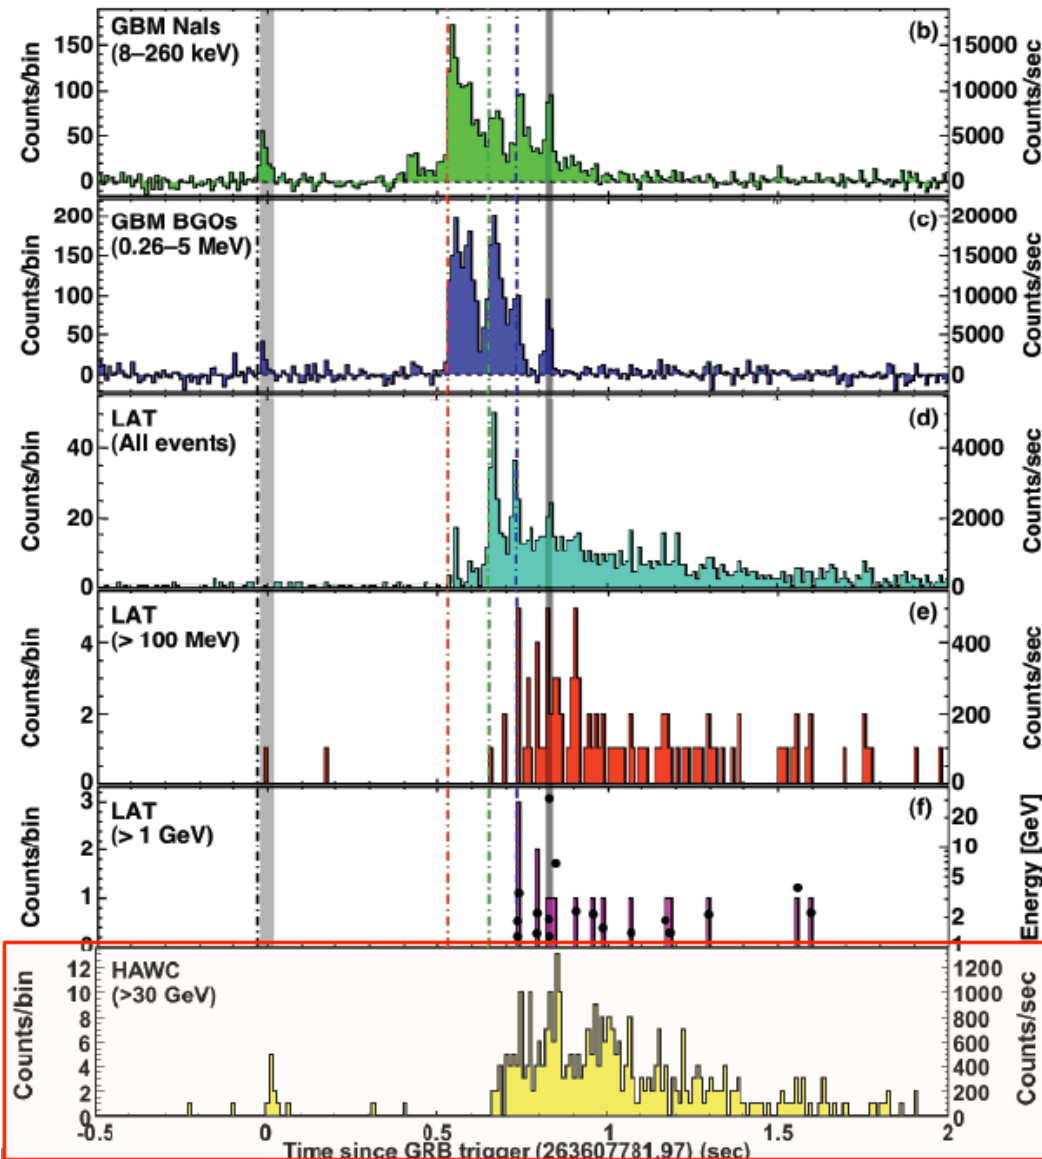 GBM NaIs
(8–260 keV)
(b)
Counts/bin
150
100
50
0
15000
10000
5000
0
Counts/sec
GBM BGOs
(0.26–5 MeV)
(c)
Counts/bin
200
150
100
50
0
20000
15000
10000
5000
0
Counts/sec
LAT
(All events)
(d)
Counts/bin
40
20
0
4000
2000
0
Counts/sec
LAT
(> 100 MeV)
(e)
Counts/bin
4
2
0
400
200
0
Counts/sec
LAT
(> 1 GeV)
(f)
Counts/bin
3
2
1
0
20
10
5
2
1
Energy [GeV]
HAWC
(>30 GeV)
Counts/bin
12
10
8
6
4
2
0
1200
1000
800
600
400
200
0
Counts/sec
-0.5 0 0.5 1 1.5 2
Time since GRB trigger (263607781.97) (sec)